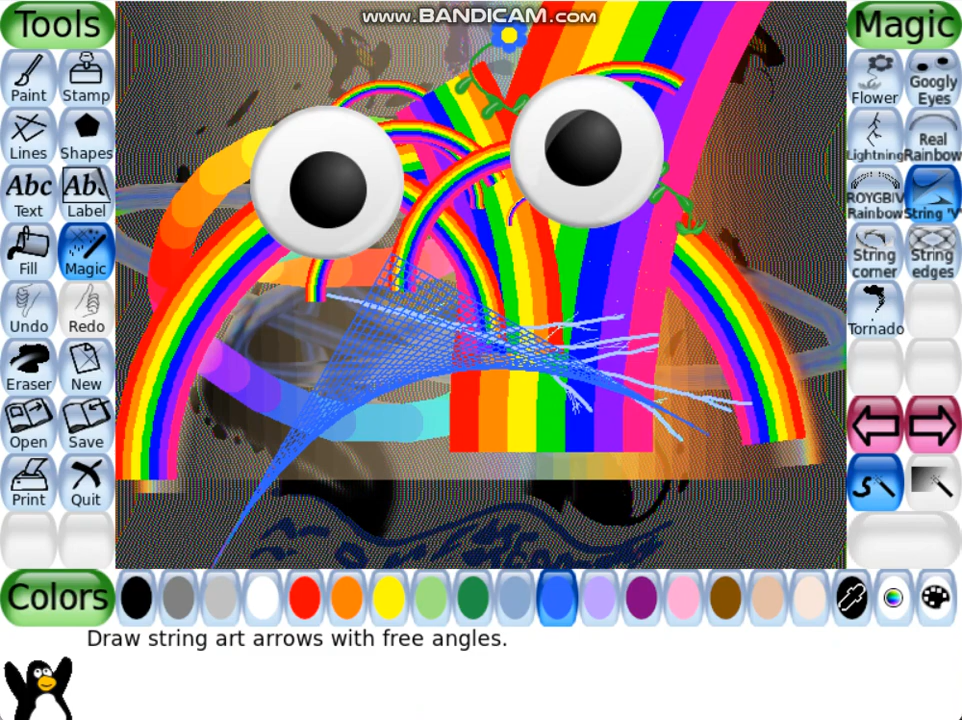 www.BANDICAM.com
Tools
Magic
Paint
Stamp
Flower
Googly
Eyes
Lines
Shapes
Lightning
Real
Rainbow
Abc
Abc
Text
Label
ROYGBIV
Rainbow
String 'V'
Fill
Magic
String
corner
String
edges
Undo
Redo
Tornado
Eraser
New
Open
Save
Print
Quit
Colors
Draw string art arrows with free angles.